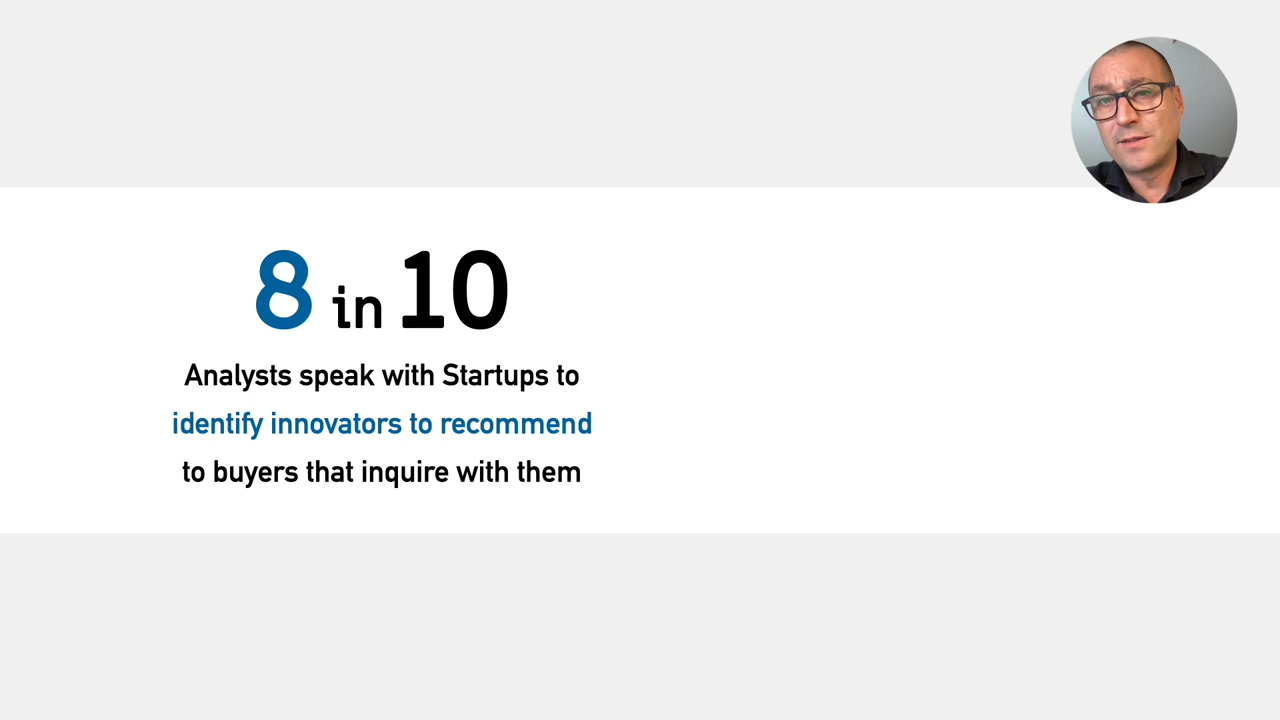 8 in 10
Analysts speak with Startups to
identify innovators to recommend
to buyers that inquire with them